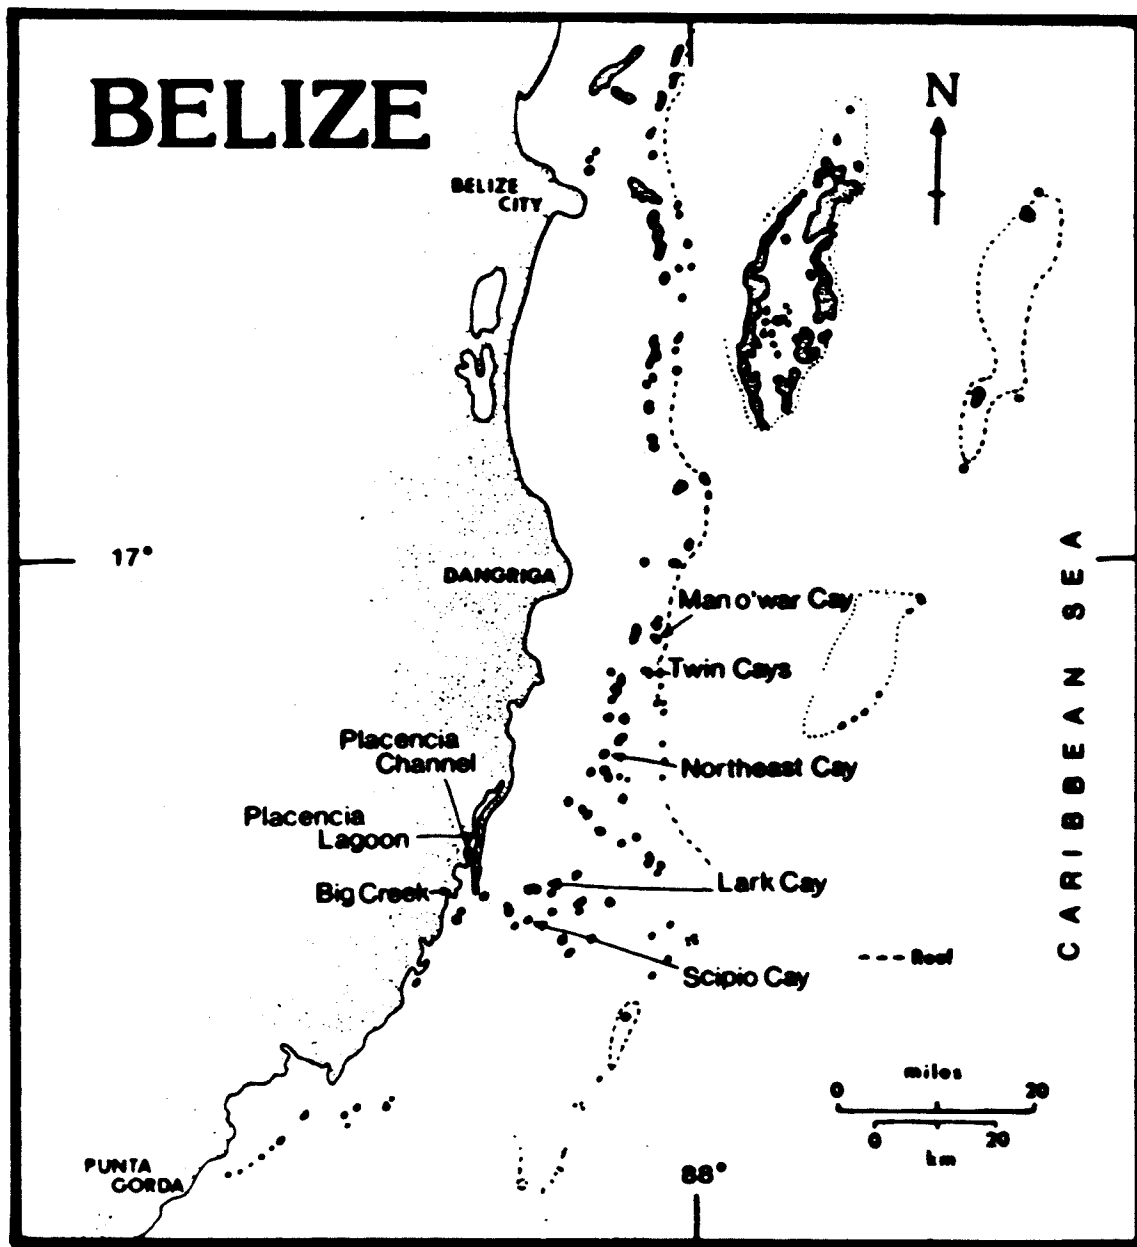 BELIZE
N
BELIZE
CITY
17°
DANGRIGA
Man o'war Cay
Twin Cays
Placencia
Channel
Northeast Cay
Placencia
Lagoon
Big Creek
Lark Cay
Scipio Cay
CARIBBEAN SEA
Reef
miles
0 20
0 20
km
PUNTA
GORDA
88°